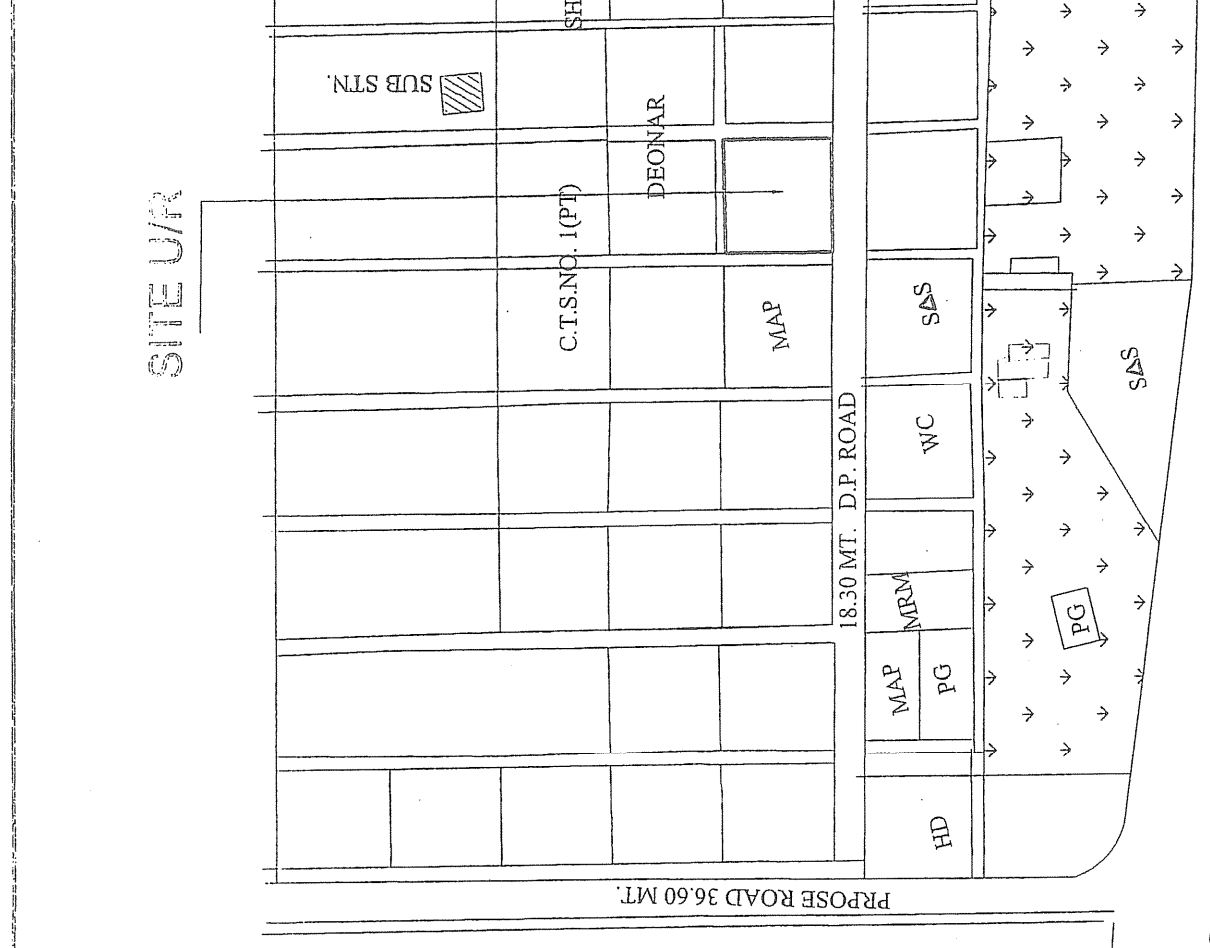 SH
SUB STN.
DEONAR
SITE U/R
C.T.S.NO. 1(PT)
MAP
S&S
S&S
18.30 MT. D.P. ROAD
WC
MRM
PG
MAP
PG
HD
PRPOSE ROAD 36.60 MT.